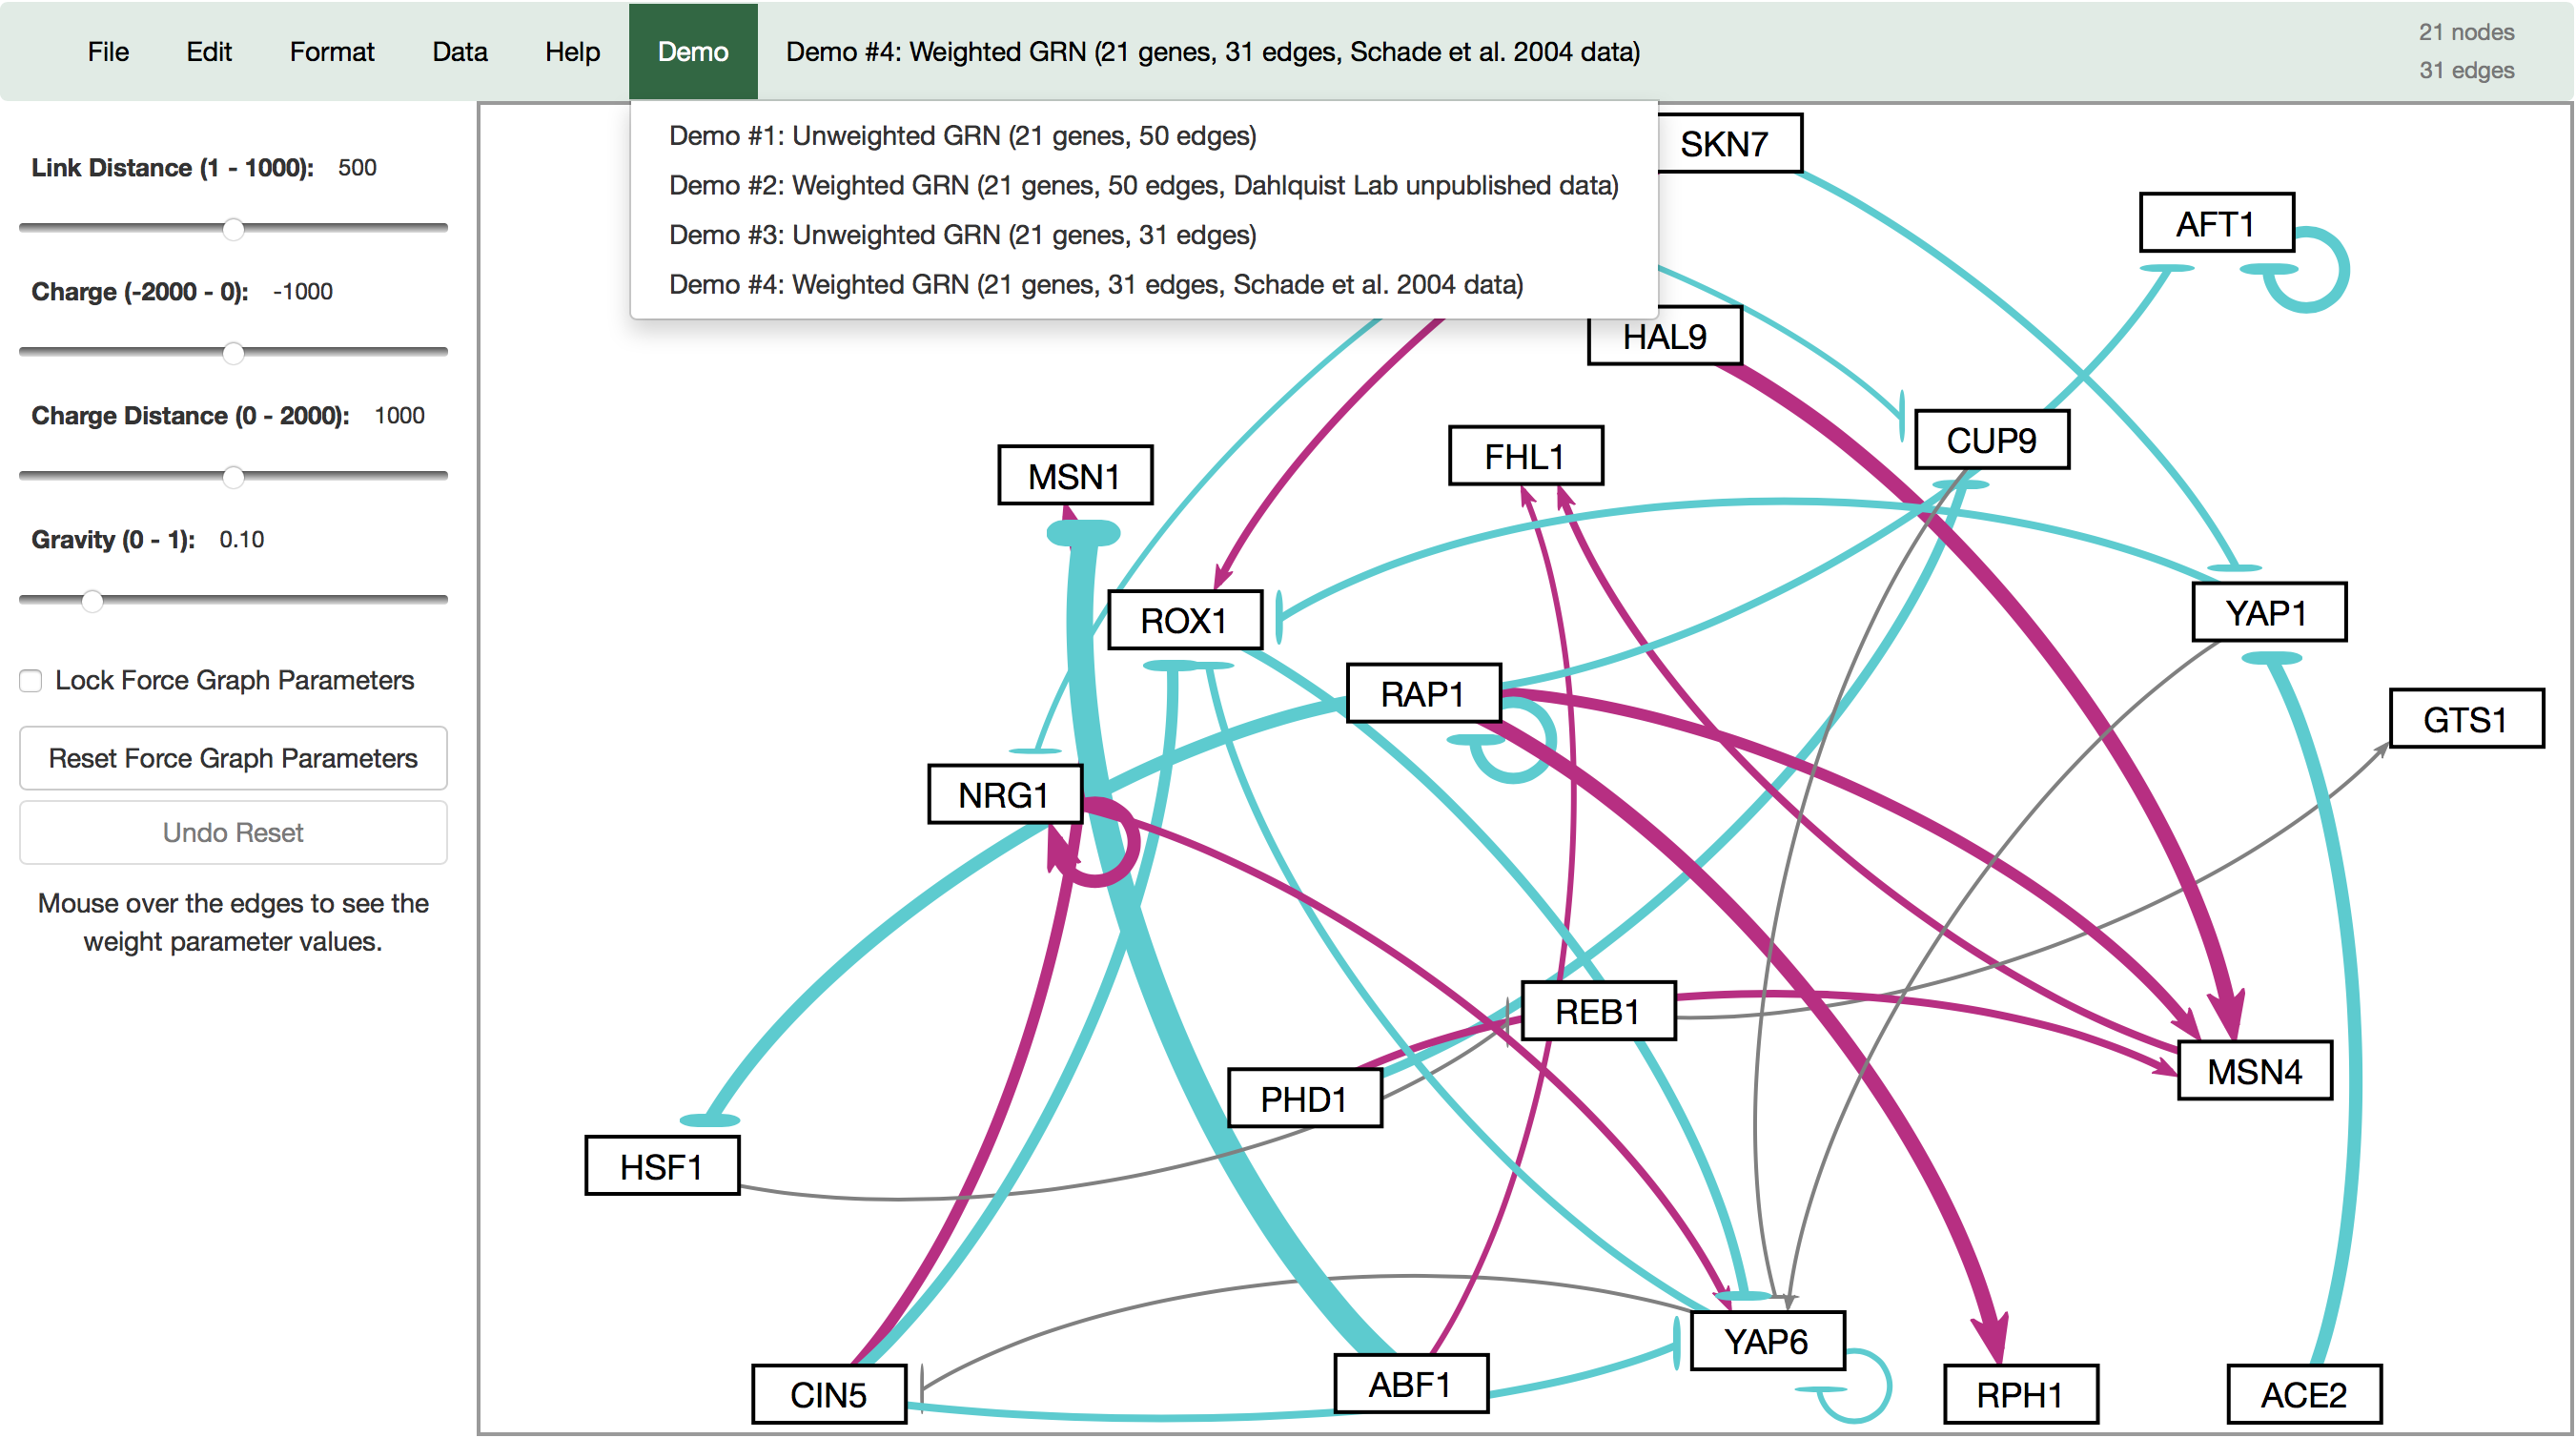 File Edit Format Data Help Demo Demo #4: Weighted GRN (21 genes, 31 edges, Schade et al. 2004 data)
21 nodes
31 edges
Demo #1: Unweighted GRN (21 genes, 50 edges)
Demo #2: Weighted GRN (21 genes, 50 edges, Dahlquist Lab unpublished data)
Demo #3: Unweighted GRN (21 genes, 31 edges)
Demo #4: Weighted GRN (21 genes, 31 edges, Schade et al. 2004 data)
Link Distance (1 - 1000): 500
Charge (-2000 - 0): -1000
Charge Distance (0 - 2000): 1000
Gravity (0 - 1): 0.10
Lock Force Graph Parameters
Reset Force Graph Parameters
Undo Reset
Mouse over the edges to see the
weight parameter values.
SKN7
AFT1
HAL9
CUP9
FHL1
MSN1
YAP1
ROX1
RAP1
GTS1
NRG1
REB1
MSN4
PHD1
HSF1
YAP6
ABF1
CIN5
RPH1
ACE2